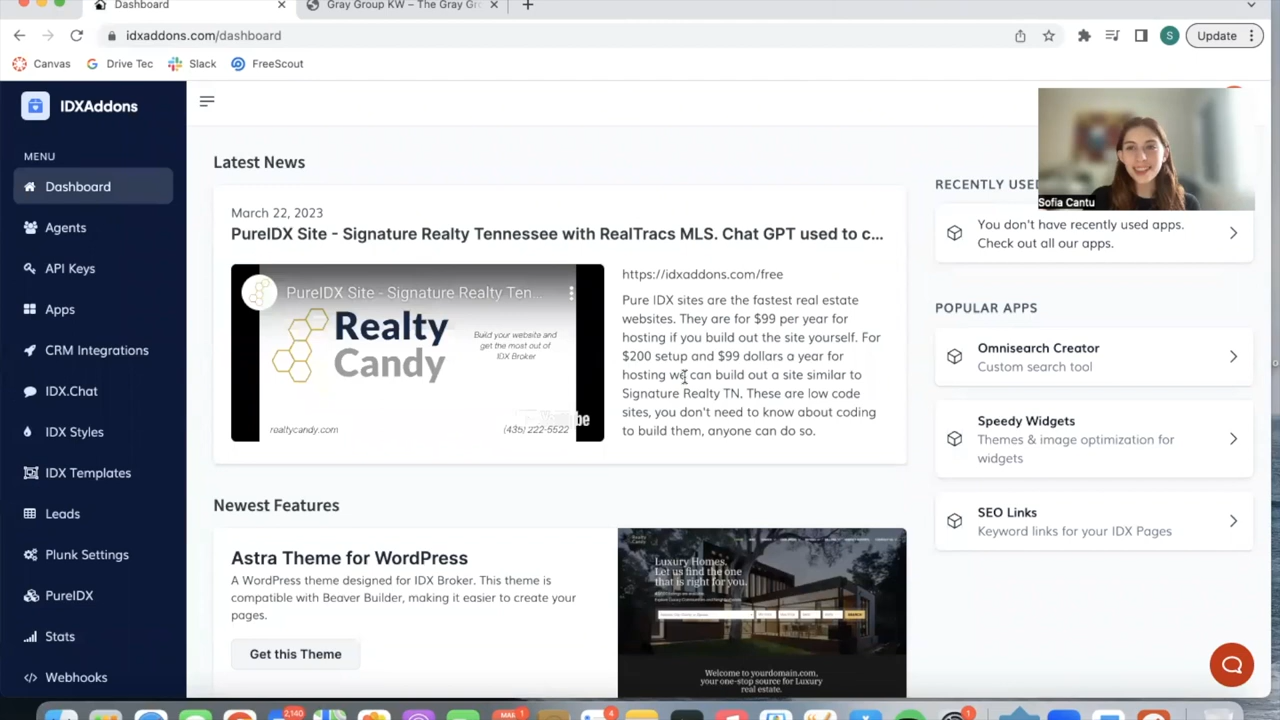 Dashboard
Gray Group KW – The Gray Gr
idxaddons.com/dashboard
S
Update
Canvas
Drive Tec
Slack
FreeScout
IDXAddons
MENU
Dashboard
Agents
API Keys
Apps
CRM Integrations
IDX.Chat
IDX Styles
IDX Templates
Leads
Plunk Settings
PureIDX
Stats
Webhooks
Latest News
March 22, 2023
PureIDX Site - Signature Realty Tennessee with RealTracs MLS. Chat GPT used to c...
PureIDX Site - Signature Realty Ten...
Realty
Candy
Build your website and
get the most out of
IDX Broker
realtycandy.com
(435) 222-5522
https://idxaddons.com/free
Pure IDX sites are the fastest real estate
websites. They are for $99 per year for
hosting if you build out the site yourself. For
$200 setup and $99 dollars a year for
hosting we can build out a site similar to
Signature Realty TN. These are low code
sites, you don't need to know about coding
to build them, anyone can do so.
Newest Features
Astra Theme for WordPress
A WordPress theme designed for IDX Broker. This theme is
compatible with Beaver Builder, making it easier to create your
pages.
Get this Theme
Luxury Homes.
Let us find the one
that is right for you.
Welcome to yourdomain.com,
your one-stop source for Luxury
real estate.
Sofia Cantu
RECENTLY USED
You don't have recently used apps.
Check out all our apps.
POPULAR APPS
Omnisearch Creator
Custom search tool
Speedy Widgets
Themes & image optimization for
widgets
SEO Links
Keyword links for your IDX Pages
2,140
MAR
1
4
1